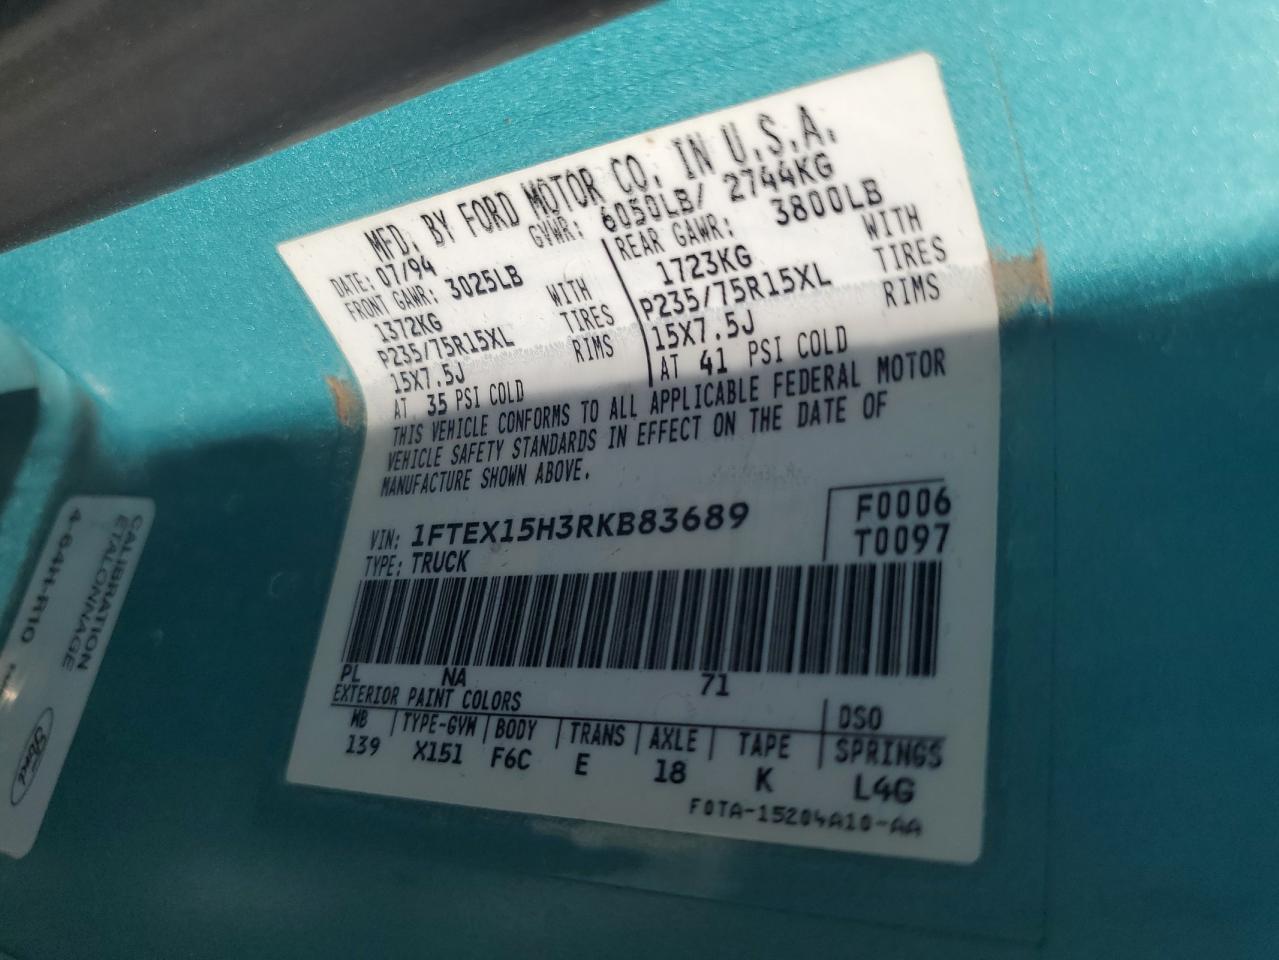 MFD. BY FORD MOTOR CO. IN U.S.A.
DATE: 07/94 GVWR: 6050LB/ 2744KG
FRONT GAWR: 3025LB
1372KG WITH
P235/75R15XL TIRES
15X7.5J RIMS
AT 35 PSI COLD
REAR GAWR: 3800LB
1723KG WITH
P235/75R15XL TIRES
15X7.5J RIMS
AT 41 PSI COLD
THIS VEHICLE CONFORMS TO ALL APPLICABLE FEDERAL MOTOR
VEHICLE SAFETY STANDARDS IN EFFECT ON THE DATE OF
MANUFACTURE SHOWN ABOVE.
VIN: 1FTEX15H3RKB83689 F0006
TYPE: TRUCK T0097
PL NA 71
EXTERIOR PAINT COLORS DSO
WB TYPE-GVW BODY TRANS AXLE TAPE SPRINGS
139 X151 F6C E 18 K L4G
F0TA-15204A10-AA
CALIBRATION
ETALONNAGE
4-64H-R10
Ford